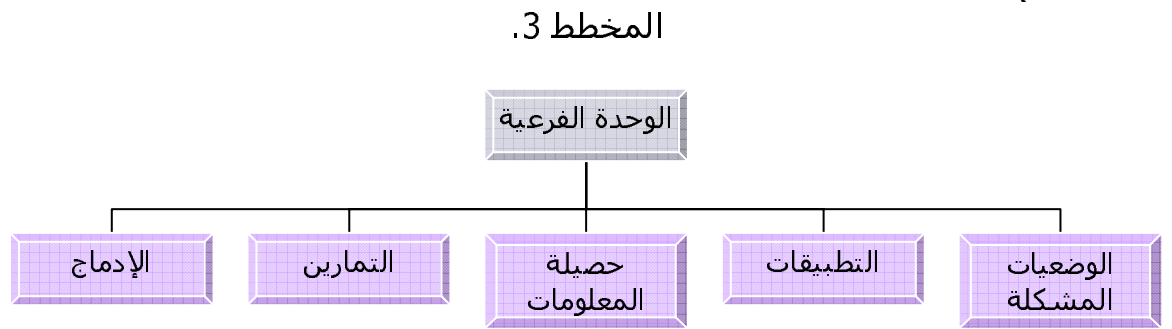 المخطط 3.
الوحدة الفرعية
الوضعيات
المشكلة
التطبيقات
حصيلة
المعلومات
التمارين
الإدماج